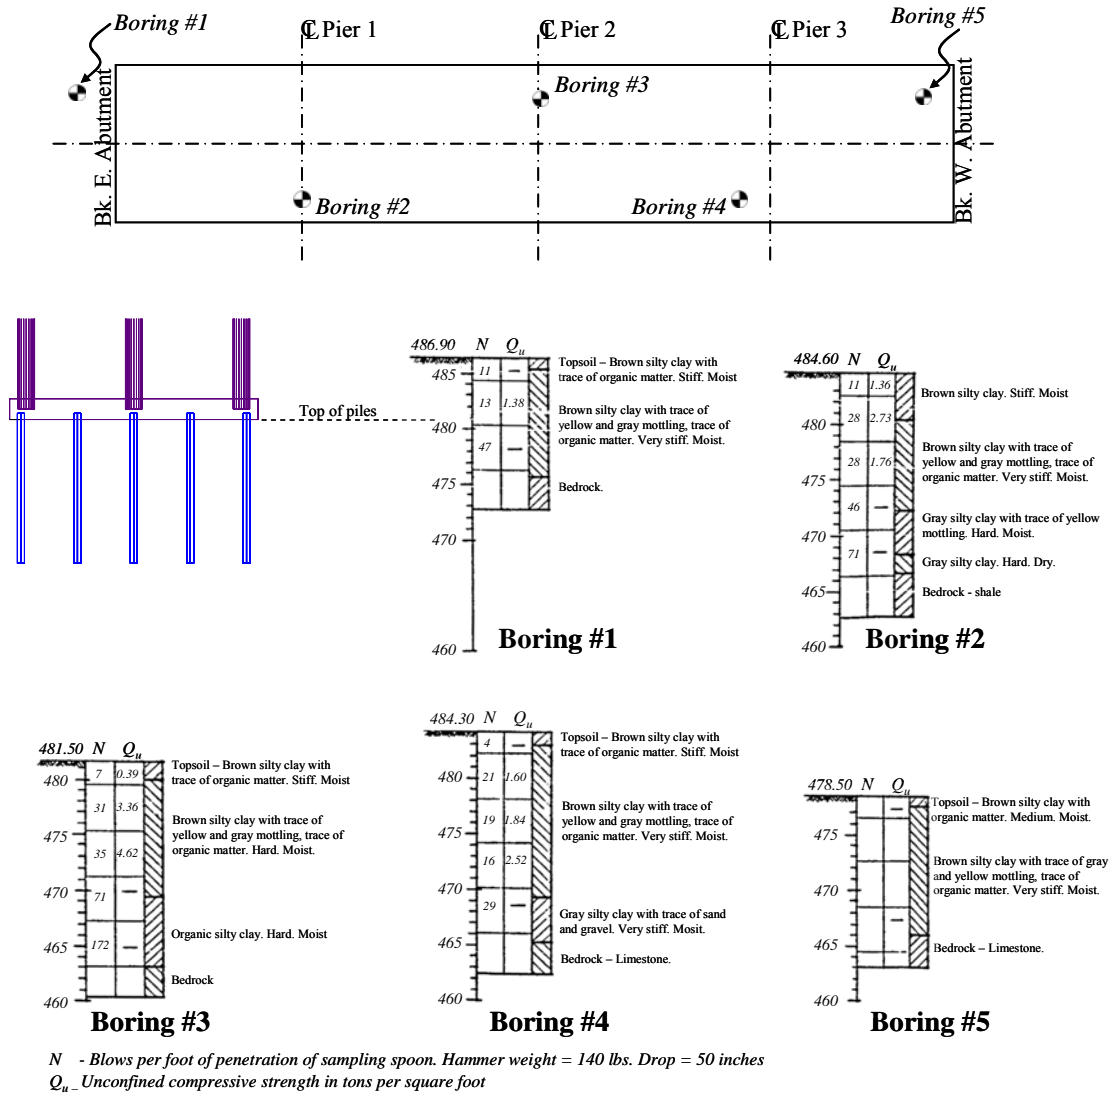 Boring #1
℄ Pier 1
℄ Pier 2
℄ Pier 3
Boring #5
Bk. E. Abutment
Boring #3
Boring #2
Boring #4
Bk. W. Abutment
Top of piles
486.90 N Qu
485
480
475
470
460
11 —
13 1.38
47 —
Topsoil – Brown silty clay with
trace of organic matter. Stiff. Moist
Brown silty clay with trace of
yellow and gray mottling, trace of
organic matter. Very stiff. Moist.
Bedrock.
Boring #1
484.60 N Qu
480
475
470
465
460
11 1.36
28 2.73
28 1.76
46 —
71 —
Brown silty clay. Stiff. Moist
Brown silty clay with trace of
yellow and gray mottling, trace of
organic matter. Very stiff. Moist.
Gray silty clay with trace of yellow
mottling. Hard. Moist.
Gray silty clay. Hard. Dry.
Bedrock - shale
Boring #2
481.50 N Qu
480
475
470
465
460
7 0.39
31 3.36
35 4.62
71 —
172 —
Topsoil – Brown silty clay with
trace of organic matter. Stiff. Moist
Brown silty clay with trace of
yellow and gray mottling, trace of
organic matter. Hard. Moist.
Organic silty clay. Hard. Moist
Bedrock
Boring #3
484.30 N Qu
480
475
470
465
460
4 —
21 1.60
19 1.84
16 2.52
29 —
Topsoil – Brown silty clay with
trace of organic matter. Stiff. Moist
Brown silty clay with trace of
yellow and gray mottling, trace of
organic matter. Very stiff. Moist.
Gray silty clay with trace of sand
and gravel. Very stiff. Mosit.
Bedrock – Limestone.
Boring #4
478.50 N Qu
475
470
465
460
—
—
Topsoil – Brown silty clay with
organic matter. Medium. Moist.
Brown silty clay with trace of gray
and yellow mottling, trace of
organic matter. Very stiff. Moist.
Bedrock – Limestone.
Boring #5
N - Blows per foot of penetration of sampling spoon. Hammer weight = 140 lbs. Drop = 50 inches
Qu – Unconfined compressive strength in tons per square foot